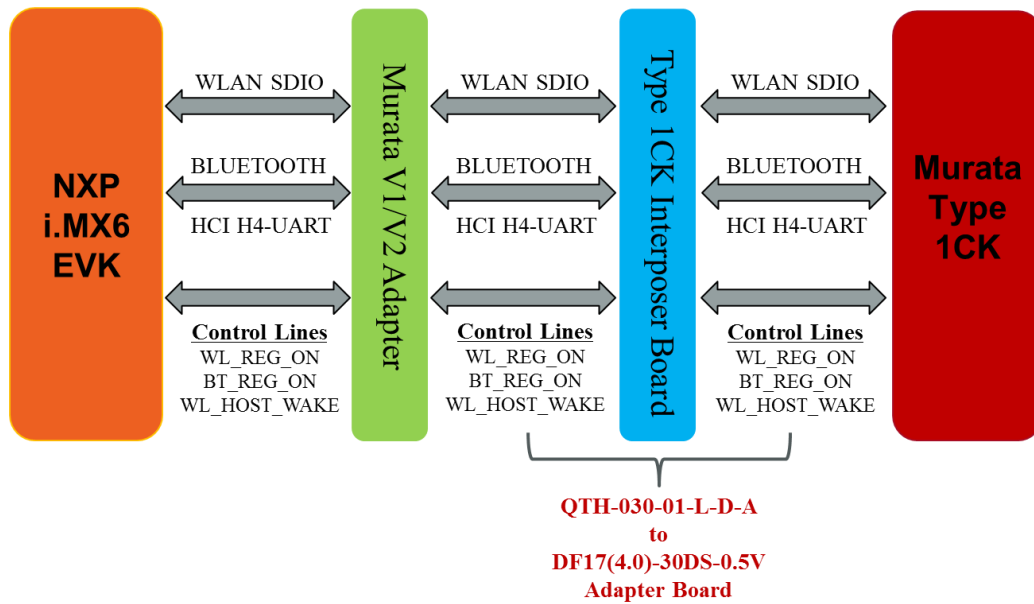 NXP
i.MX6
EVK
WLAN SDIO
BLUETOOTH
HCI H4-UART
Control Lines
WL_REG_ON
BT_REG_ON
WL_HOST_WAKE
Murata V1/V2 Adapter
WLAN SDIO
BLUETOOTH
HCI H4-UART
Control Lines
WL_REG_ON
BT_REG_ON
WL_HOST_WAKE
Type 1CK Interposer Board
WLAN SDIO
BLUETOOTH
HCI H4-UART
Control Lines
WL_REG_ON
BT_REG_ON
WL_HOST_WAKE
Murata
Type
1CK
QTH-030-01-L-D-A
to
DF17(4.0)-30DS-0.5V
Adapter Board